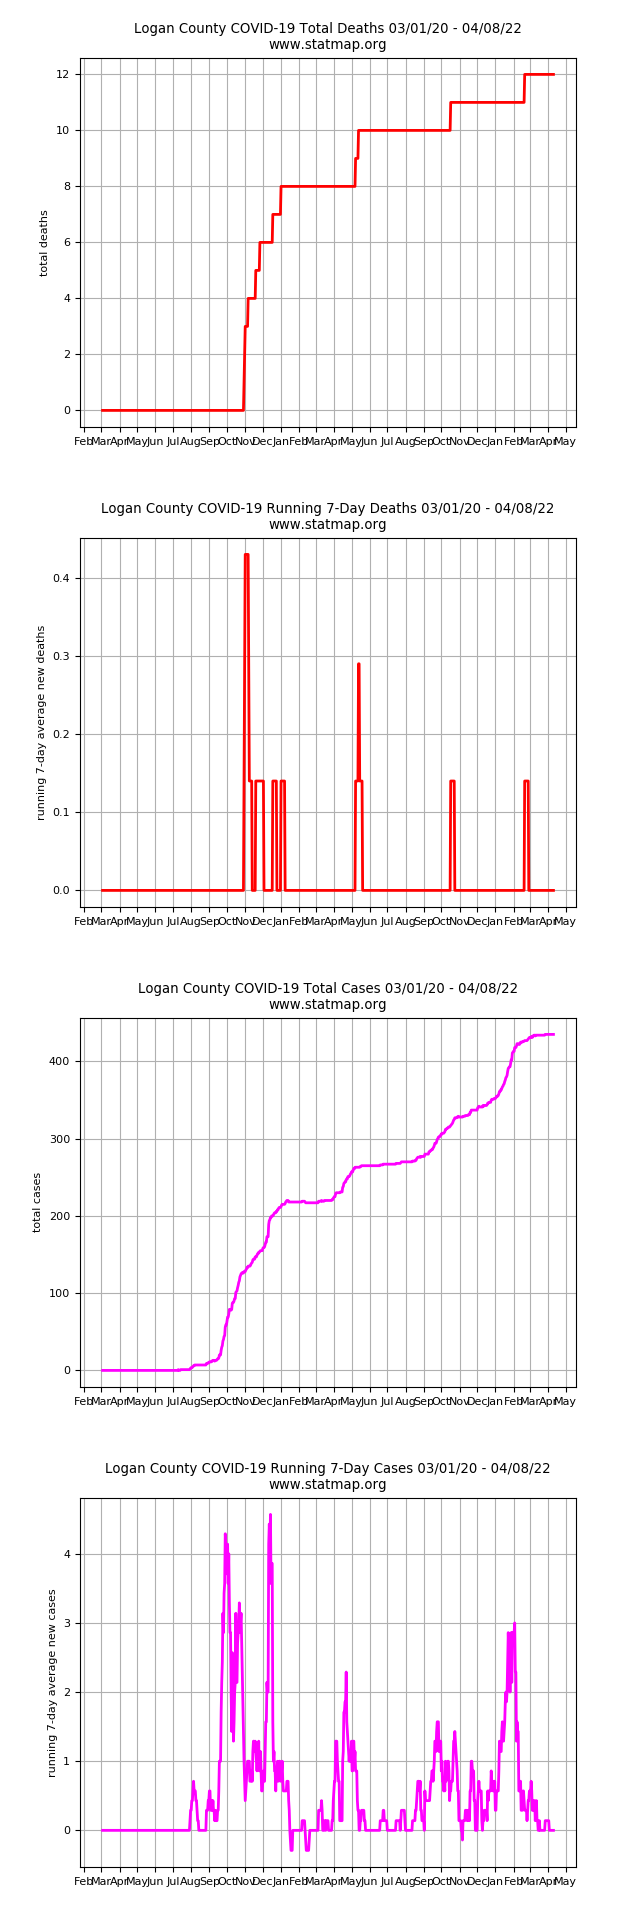 Logan County COVID-19 Total Deaths 03/01/20 - 04/08/22
www.statmap.org
12
10
8
6
4
2
0
total deaths
Feb Mar Apr May Jun Jul Aug Sep Oct Nov Dec Jan Feb Mar Apr May Jun Jul Aug Sep Oct Nov Dec Jan Feb Mar Apr May
Logan County COVID-19 Running 7-Day Deaths 03/01/20 - 04/08/22
www.statmap.org
0.4
0.3
0.2
0.1
0.0
running 7-day average new deaths
Feb Mar Apr May Jun Jul Aug Sep Oct Nov Dec Jan Feb Mar Apr May Jun Jul Aug Sep Oct Nov Dec Jan Feb Mar Apr May
Logan County COVID-19 Total Cases 03/01/20 - 04/08/22
www.statmap.org
400
300
200
100
0
total cases
Feb Mar Apr May Jun Jul Aug Sep Oct Nov Dec Jan Feb Mar Apr May Jun Jul Aug Sep Oct Nov Dec Jan Feb Mar Apr May
Logan County COVID-19 Running 7-Day Cases 03/01/20 - 04/08/22
www.statmap.org
4
3
2
1
0
running 7-day average new cases
Feb Mar Apr May Jun Jul Aug Sep Oct Nov Dec Jan Feb Mar Apr May Jun Jul Aug Sep Oct Nov Dec Jan Feb Mar Apr May